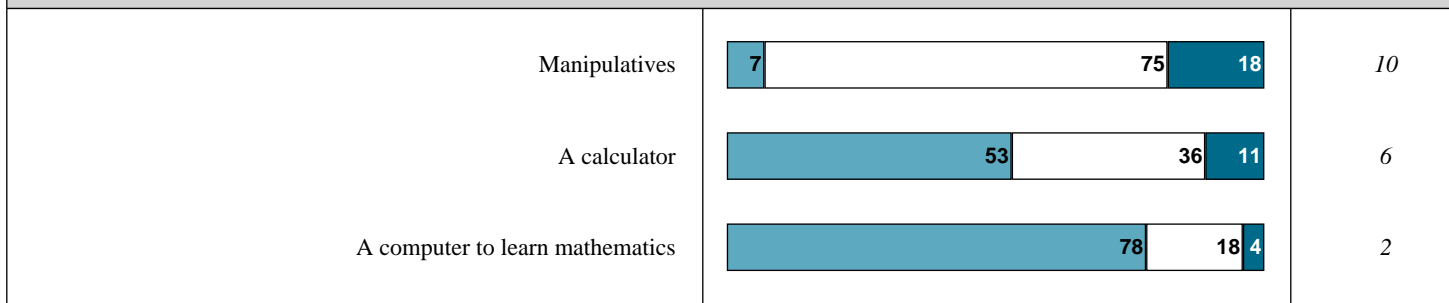 Manipulatives 7 75 18 10
A calculator 53 36 11 6
A computer to learn mathematics 78 18 4 2